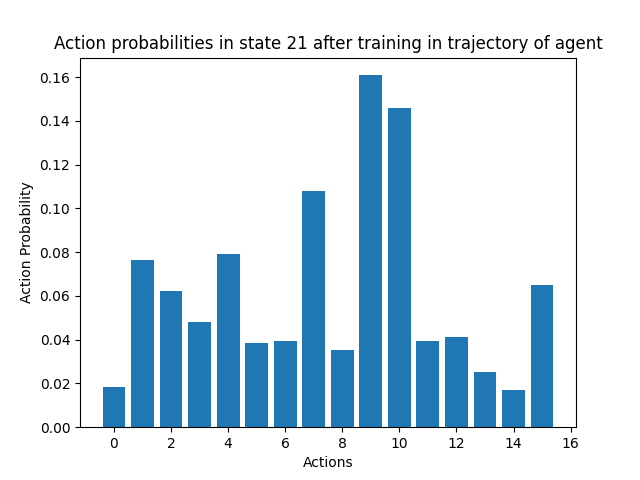 Action probabilities in state 21 after training in trajectory of agent
0.16
0.14
0.12
0.10
0.08
0.06
0.04
0.02
0.00
Action Probability
0 2 4 6 8 10 12 14 16
Actions